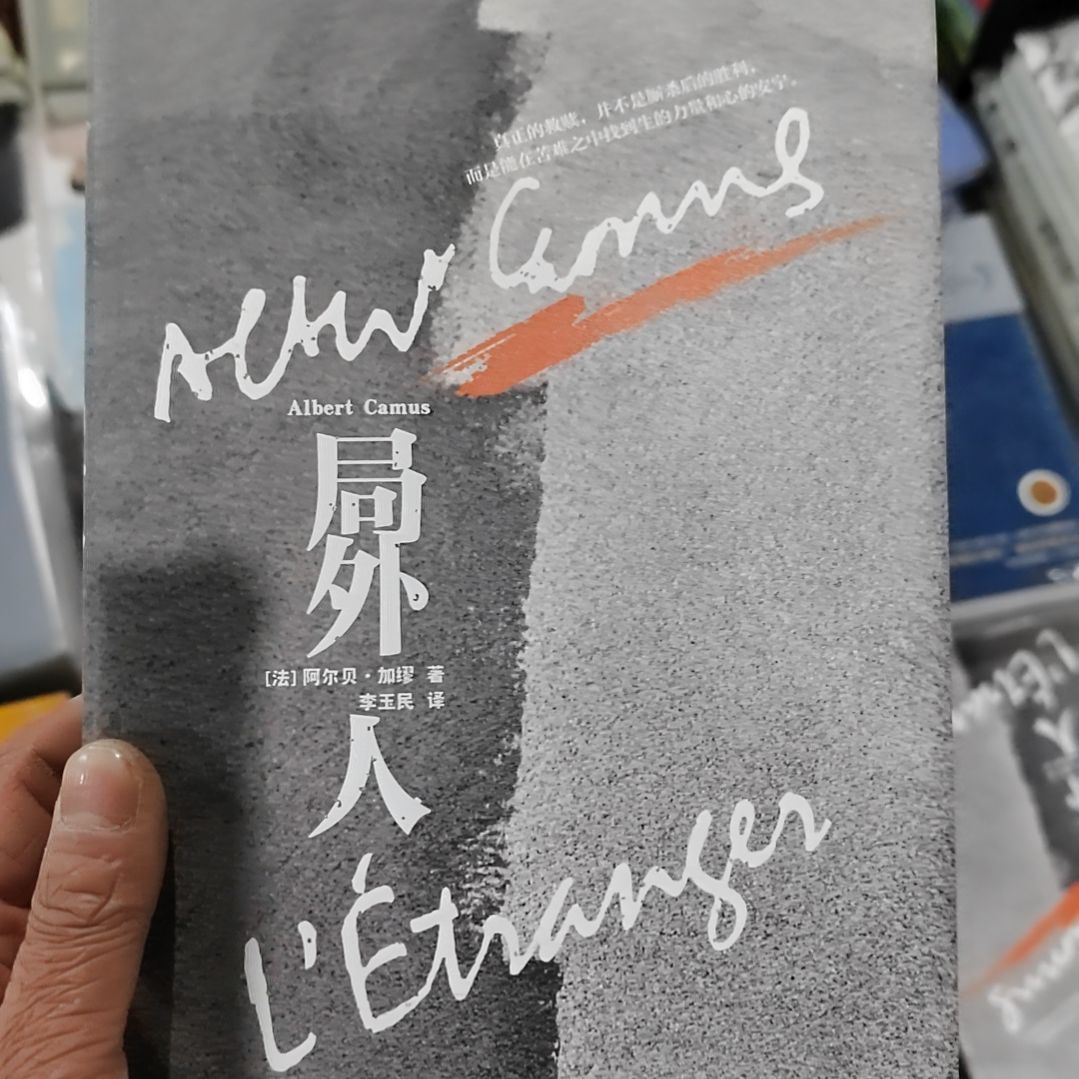 真正的救赎，并不是厮杀后的胜利，
而是能在苦难之中找到生的力量和心的安宁。
Albert Camus
Albert Camus
局外人
[法] 阿尔贝·加缪 著
李玉民 译
L'Étranger